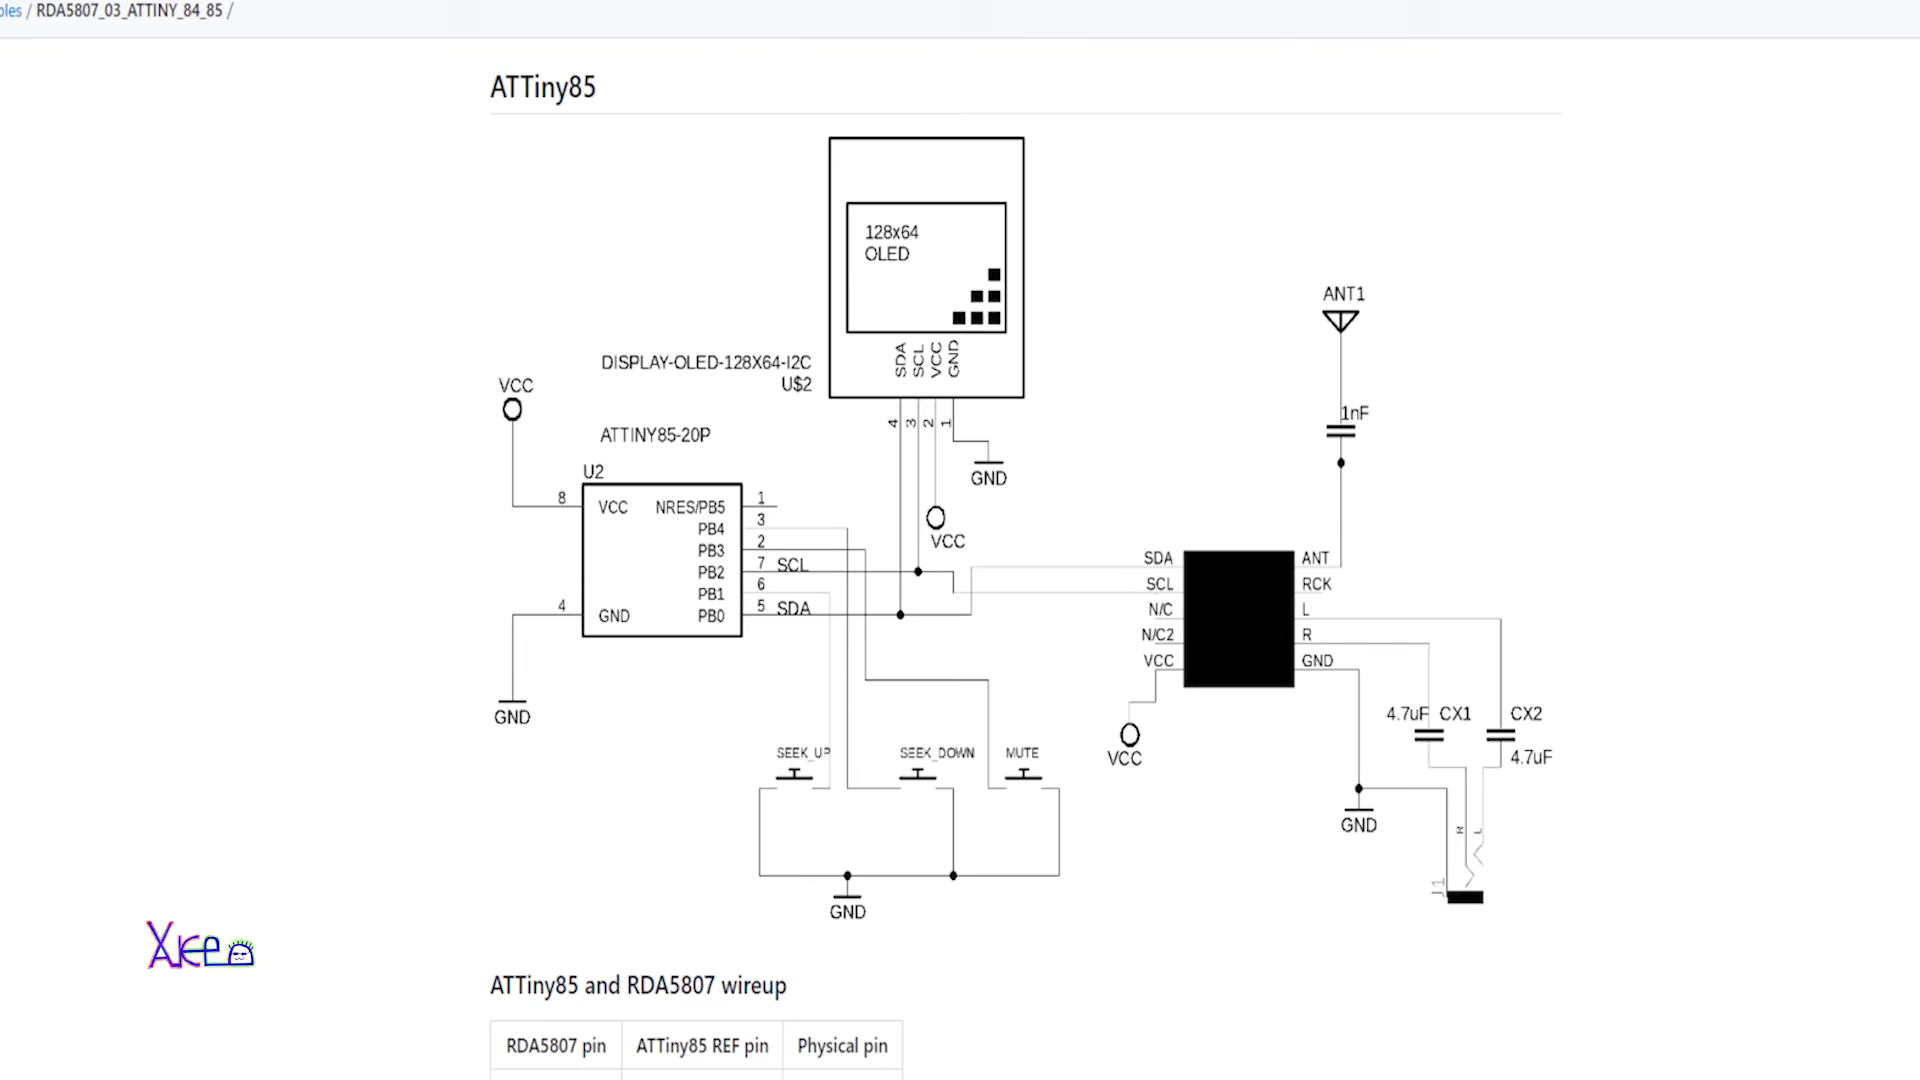 oles / RDA5807_03_ATTINY_84_85 /
ATTiny85
128x64
OLED
SDA
SCL
VCC
GND
DISPLAY-OLED-128X64-I2C
U$2
4
3
2
1
GND
VCC
VCC
ATTINY85-20P
U2
8
VCC
NRES/PB5
1
PB4
3
PB3
2
PB2
7
SCL
PB1
6
4
GND
PB0
5
SDA
GND
ANT1
1nF
SDA
ANT
SCL
RCK
N/C
L
N/C2
R
VCC
GND
VCC
4.7uF CX1
CX2
4.7uF
GND
R
L
J1
SEEK_UP
SEEK_DOWN
MUTE
GND
XKeo
ATTiny85 and RDA5807 wireup
RDA5807 pin
ATTiny85 REF pin
Physical pin